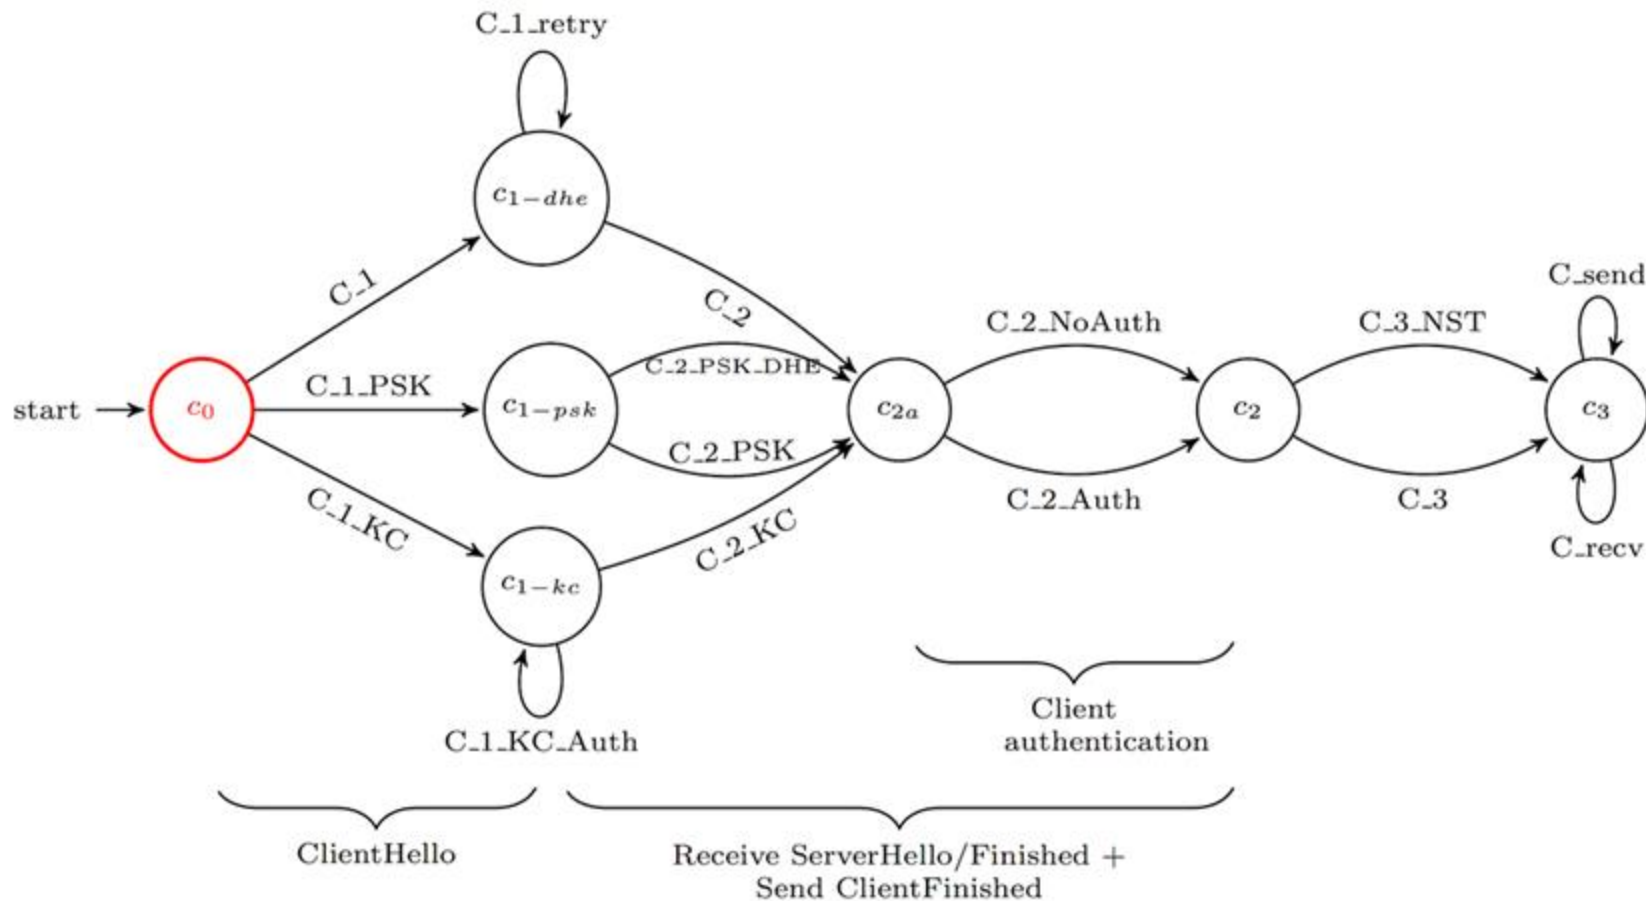 C_1_retry
c1−dhe
C_1
C_2
C_send
C_2_NoAuth
C_3_NST
C_2_PSK_DHE
C_1_PSK
start
c0
c1−psk
c2a
c2
c3
C_2_PSK
C_1_KC
C_2_Auth
C_3
C_2_KC
C_recv
c1−kc
Client
authentication
C_1_KC_Auth
ClientHello
Receive ServerHello/Finished +
Send ClientFinished